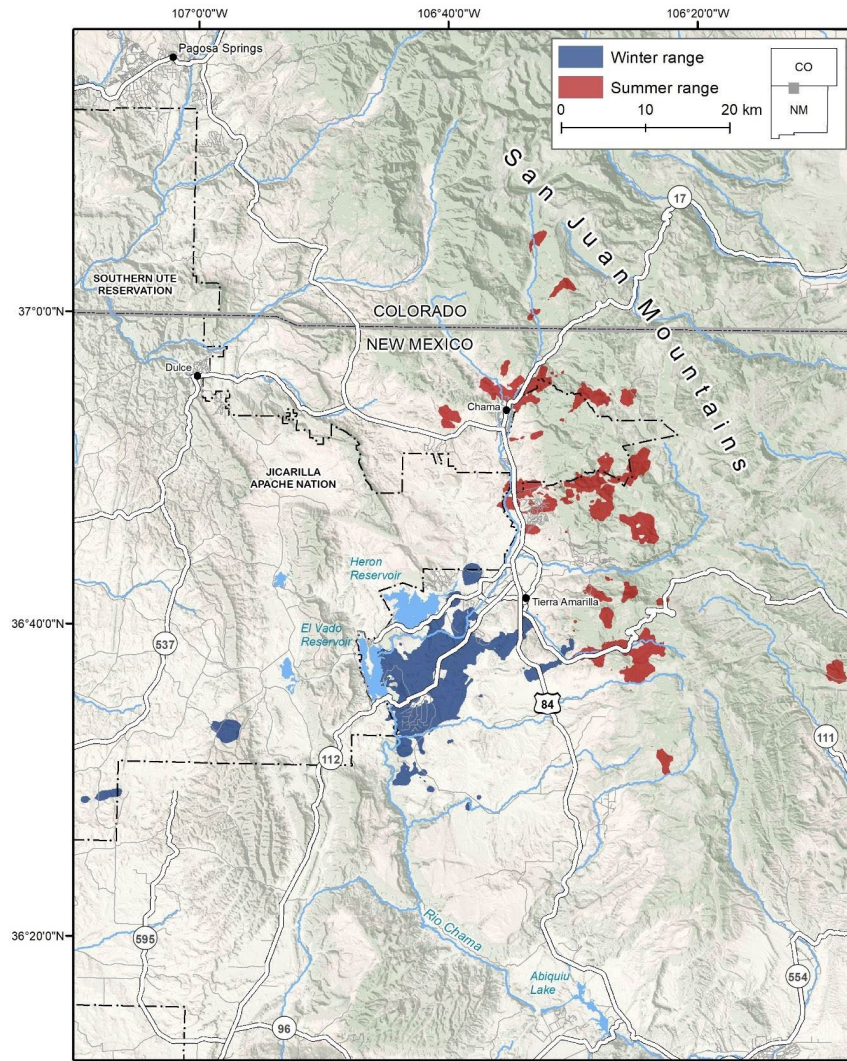 107°0'0"W
106°40'0"W
106°20'0"W
Pagosa Springs
Winter range
Summer range
0 10 20 km
CO
NM
San Juan Mountains
17
SOUTHERN UTE
RESERVATION
37°0'0"N
COLORADO
NEW MEXICO
Dulce
Chama
JICARILLA
APACHE NATION
Heron
Reservoir
36°40'0"N
Tierra Amarilla
El Vado
Reservoir
537
84
111
112
Rio Chama
36°20'0"N
595
Abiquiu
Lake
554
96